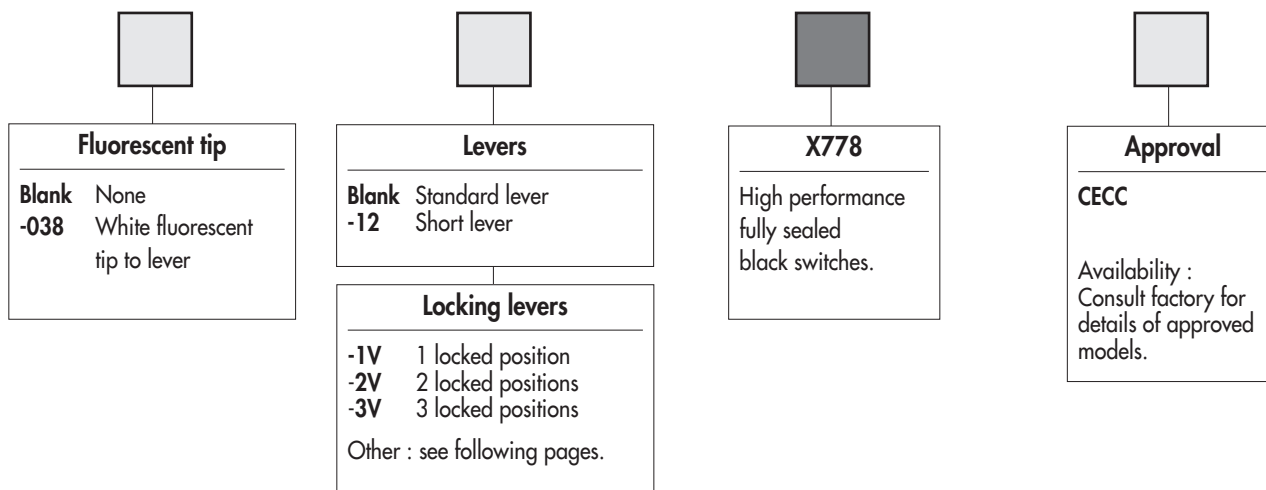 Fluorescent tip
Blank None
-038 White fluorescent
tip to lever
Levers
Blank Standard lever
-12 Short lever
Locking levers
-1V 1 locked position
-2V 2 locked positions
-3V 3 locked positions
Other : see following pages.
X778
High performance
fully sealed
black switches.
Approval
CECC
Availability :
Consult factory for
details of approved
models.